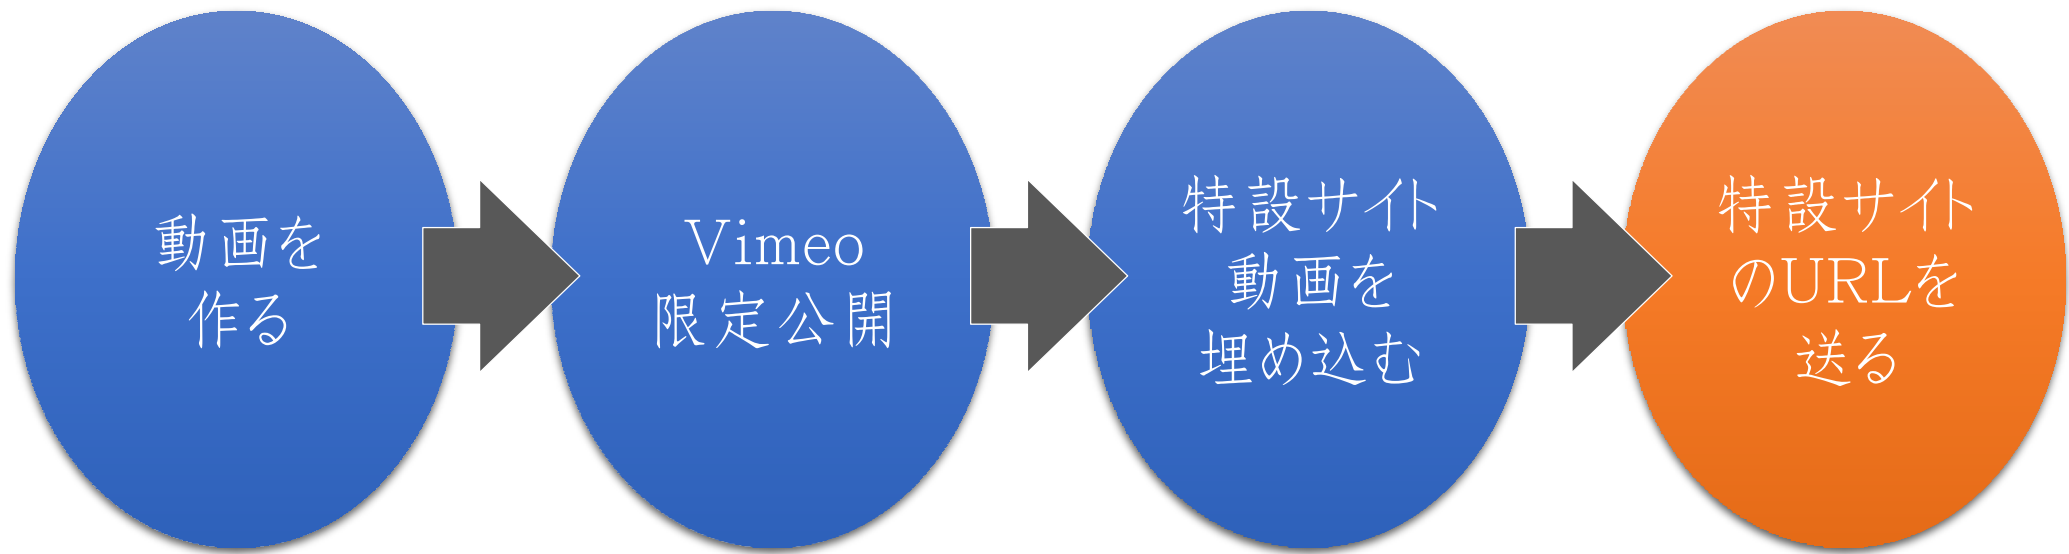 動画を
作る
Vimeo
限定公開
特設サイト
動画を
埋め込む
特設サイト
のURLを
送る